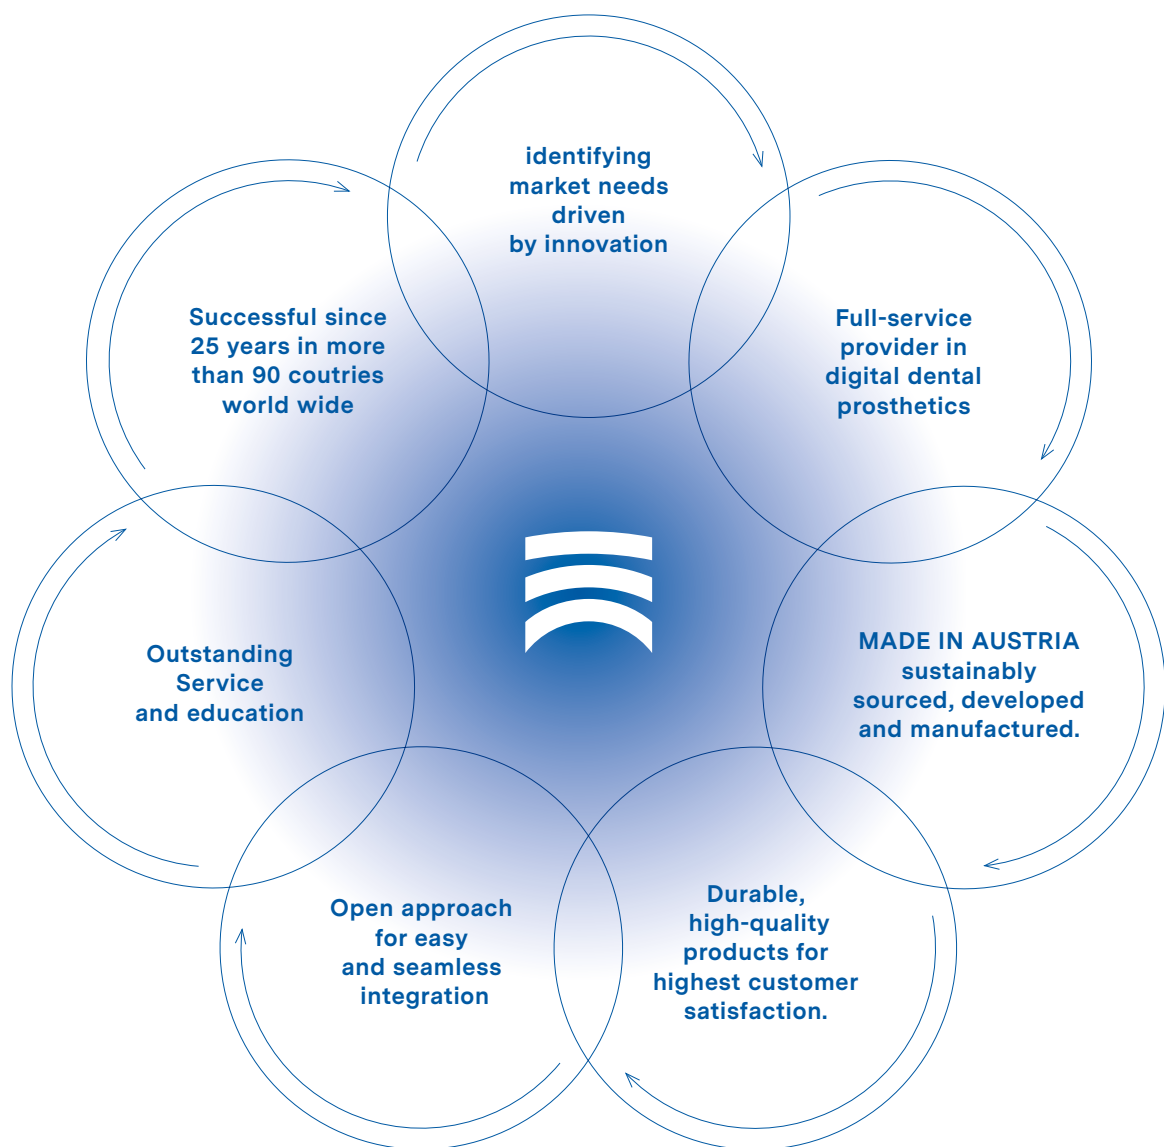 identifying
market needs
driven
by innovation
Full-service
provider in
digital dental
prosthetics
MADE IN AUSTRIA
sustainably
sourced, developed
and manufactured.
Durable,
high-quality
products for
highest customer
satisfaction.
Open approach
for easy
and seamless
integration
Outstanding
Service
and education
Successful since
25 years in more
than 90 coutries
world wide